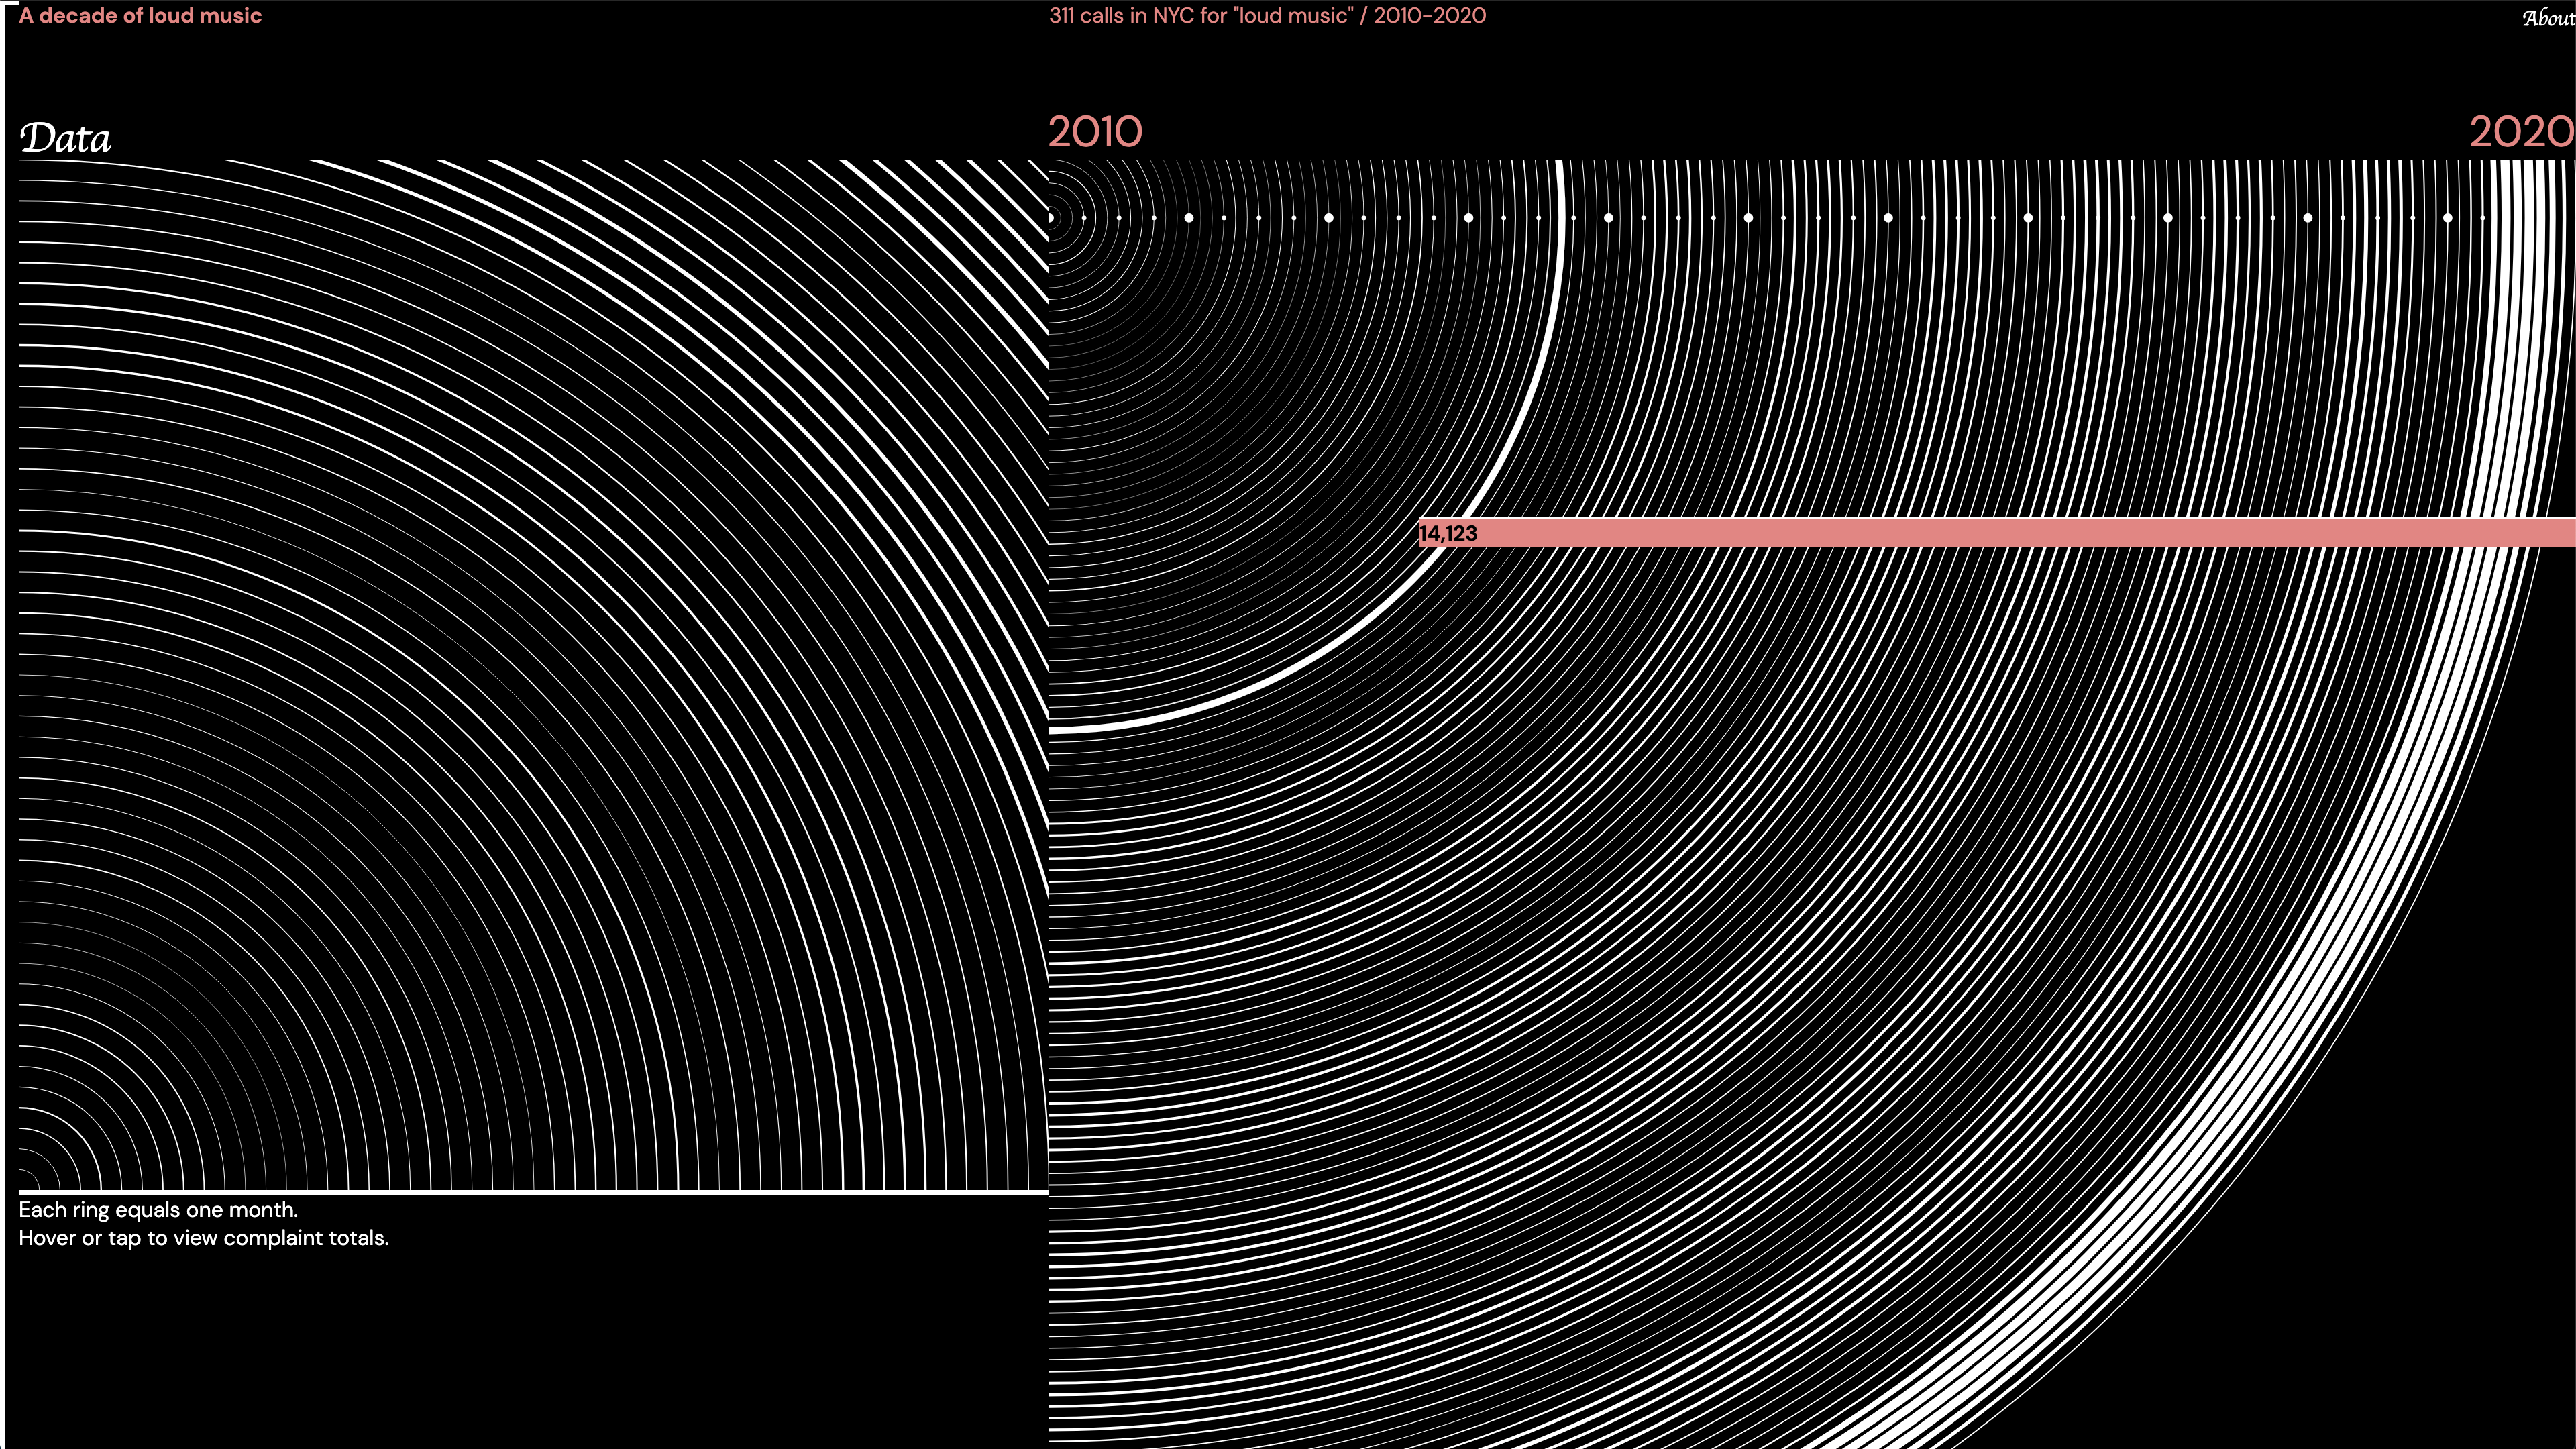 A decade of loud music
311 calls in NYC for "loud music" / 2010-2020
About
Data
2010
2020
14,123
Each ring equals one month.
Hover or tap to view complaint totals.